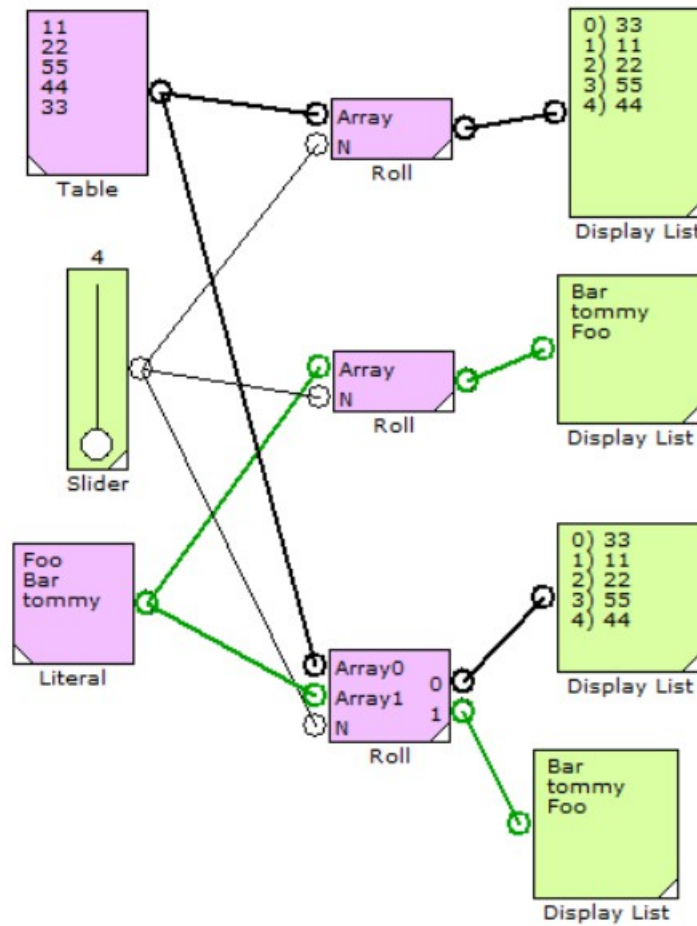 11
22
55
44
33
Table
Array
N
Roll
0) 33
1) 11
2) 22
3) 55
4) 44
Display List
4
Slider
Array
N
Roll
Bar
tommy
Foo
Display List
Foo
Bar
tommy
Literal
Array0
Array1
N
0
1
Roll
0) 33
1) 11
2) 22
3) 55
4) 44
Display List
Bar
tommy
Foo
Display List